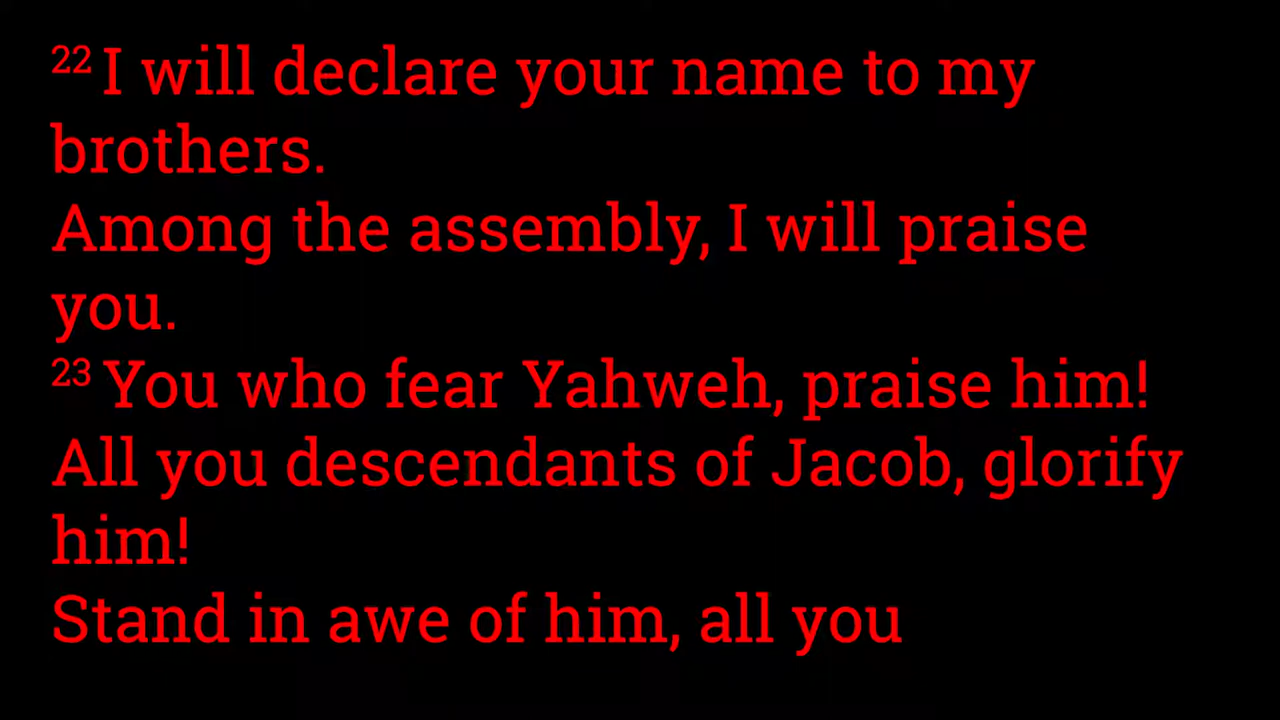 22 I will declare your name to my
brothers.
Among the assembly, I will praise
you.
23 You who fear Yahweh, praise him!
All you descendants of Jacob, glorify
him!
Stand in awe of him, all you